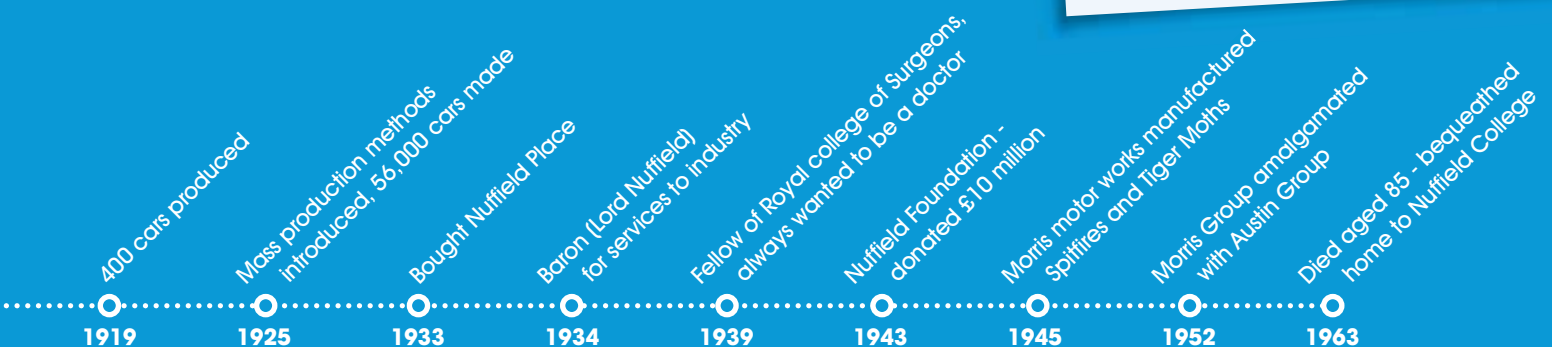 400 cars produced
Mass production methods
introduced, 56,000 cars made
Bought Nuffield Place
Baron (Lord Nuffield)
for services to industry
Fellow of Royal college of Surgeons,
always wanted to be a doctor
Nuffield Foundation -
donated £10 million
Morris motor works manufactured
Spitfires and Tiger Moths
Morris Group amalgamated
with Austin Group
Died aged 85 - bequeathed
home to Nuffield College
1919
1925
1933
1934
1939
1943
1945
1952
1963